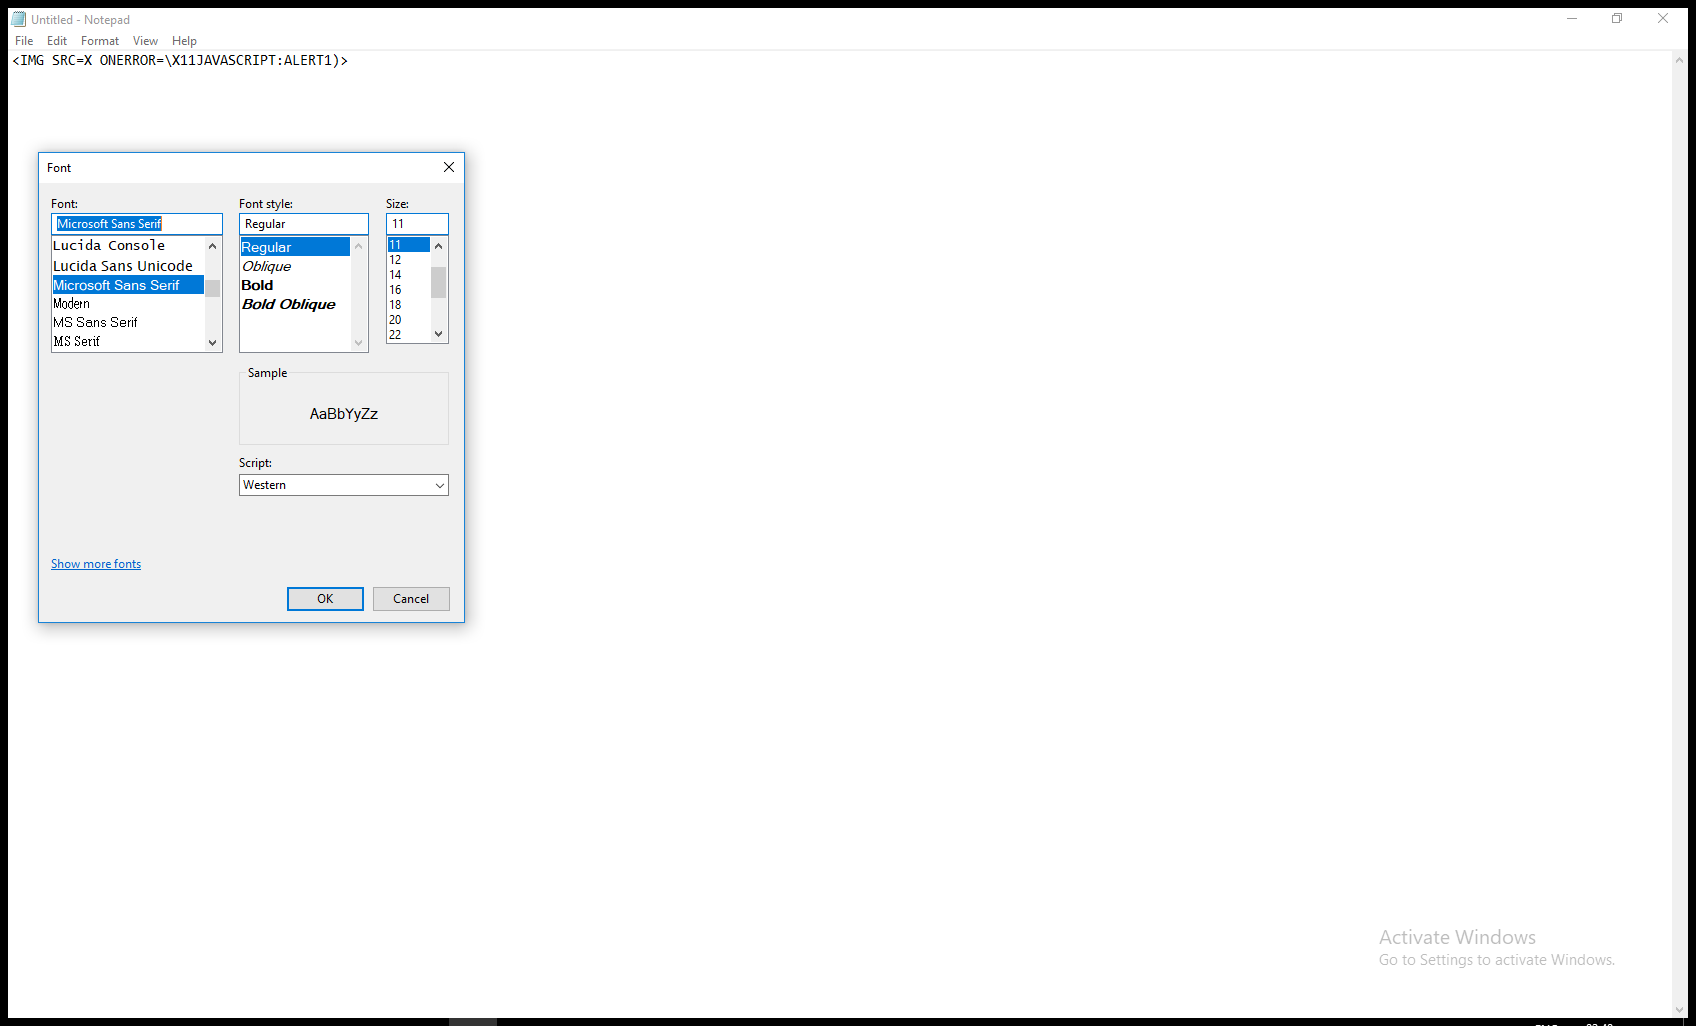 Untitled - Notepad
File Edit Format View Help
<IMG SRC=X ONERROR=\X11JAVASCRIPT:ALERT1)>
Font
Font: Font style: Size:
Microsoft Sans Serif Regular 11
Lucida Console Regular 11
Lucida Sans Unicode Oblique 12
Microsoft Sans Serif Bold 14
Modern Bold Oblique 16
MS Sans Serif 18
MS Serif 20
22
Sample
AaBbYyZz
Script:
Western
Show more fonts
OK Cancel
Activate Windows
Go to Settings to activate Windows.